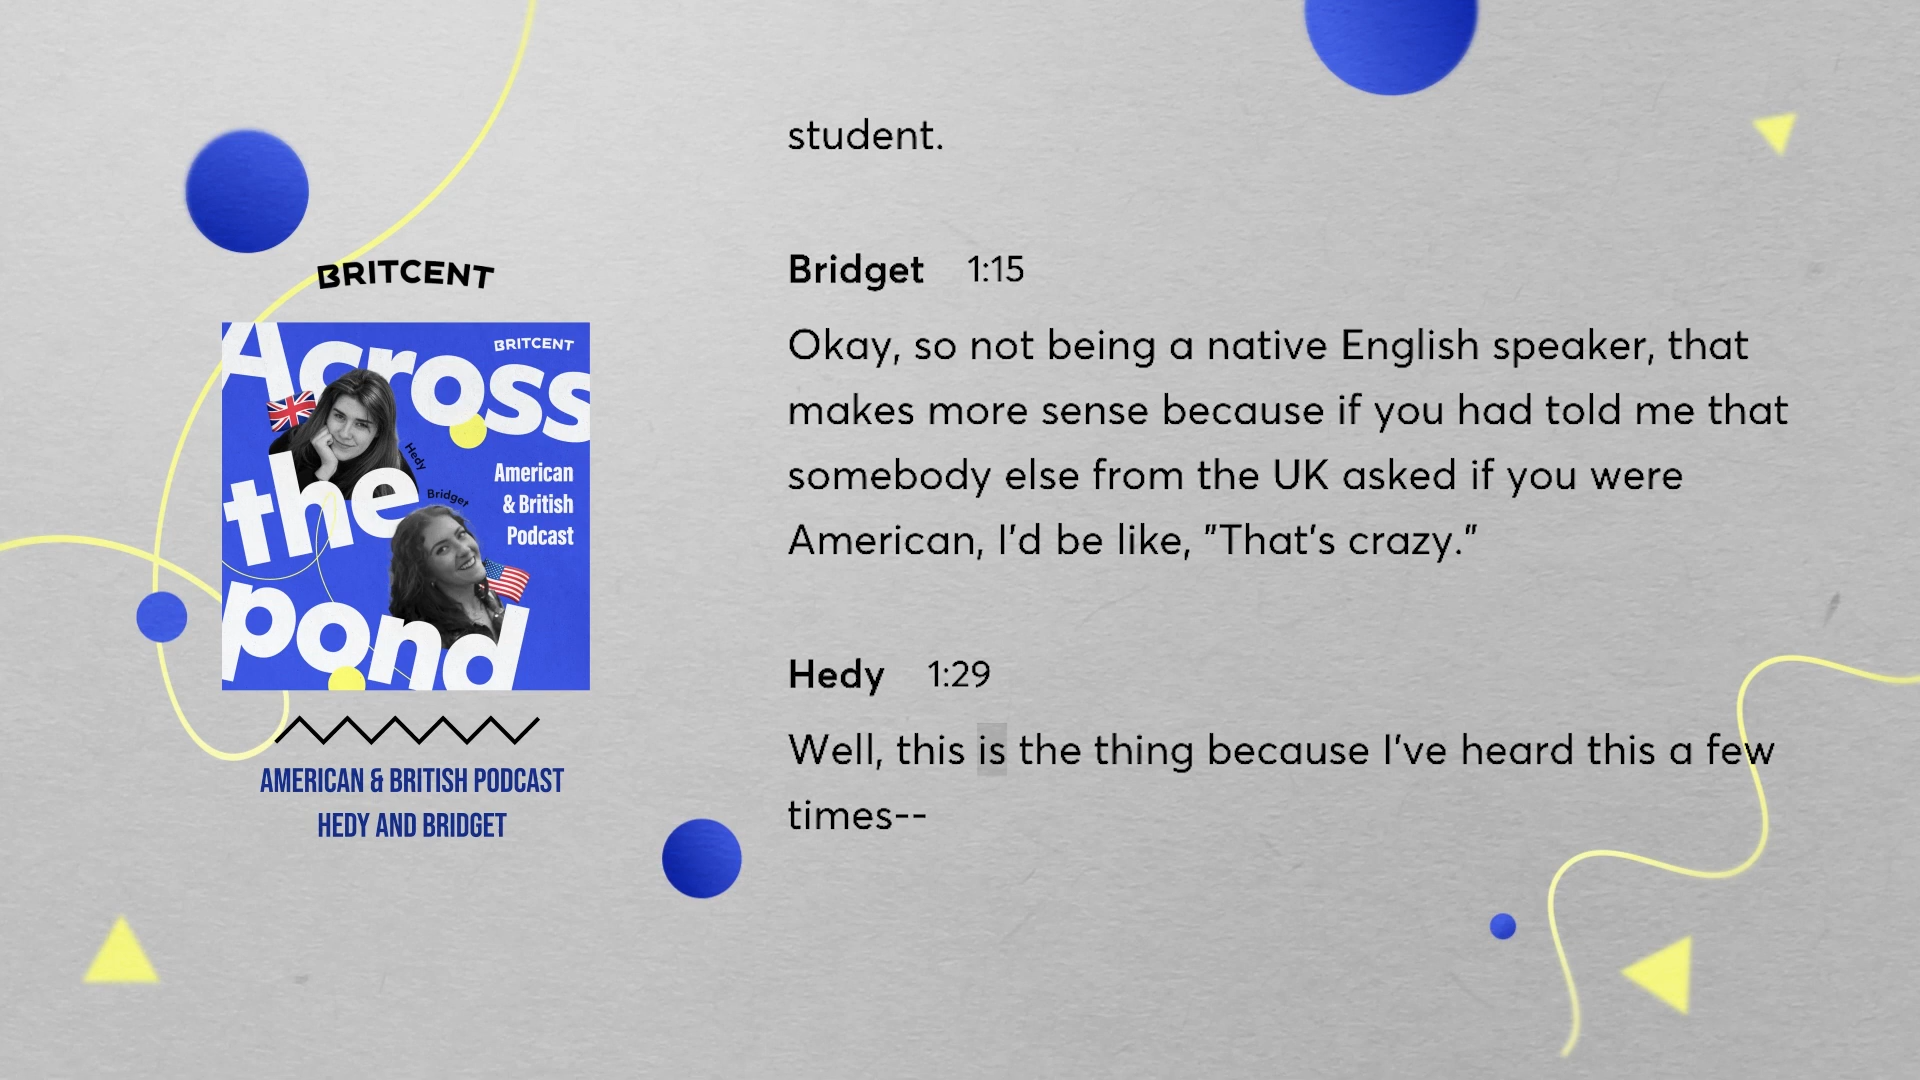 BRITCENT
Across
the
pond
BRITCENT
Hedy
Bridget
American
& British
Podcast
AMERICAN & BRITISH PODCAST
HEDY AND BRIDGET
student.
Bridget 1:15
Okay, so not being a native English speaker, that
makes more sense because if you had told me that
somebody else from the UK asked if you were
American, I'd be like, "That's crazy."
Hedy 1:29
Well, this is the thing because I've heard this a few
times--